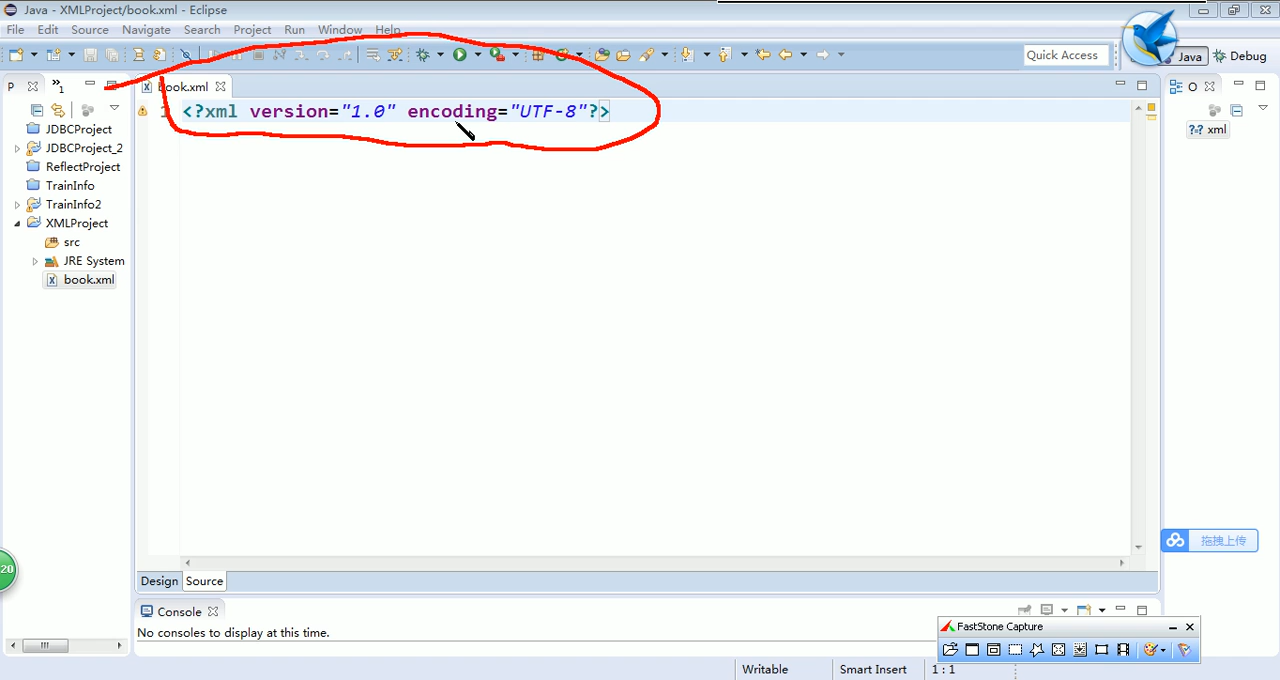 Java - XMLProject/book.xml - Eclipse
File Edit Source Navigate Search Project Run Window Help
Quick Access
Java
Debug
P
1
book.xml
O
1 <?xml version="1.0" encoding="UTF-8"?>
xml
JDBCProject
JDBCProject_2
ReflectProject
TrainInfo
TrainInfo2
XMLProject
src
JRE System
book.xml
拖拽上传
20
Design Source
Console
No consoles to display at this time.
FastStone Capture
Writable Smart Insert 1 : 1